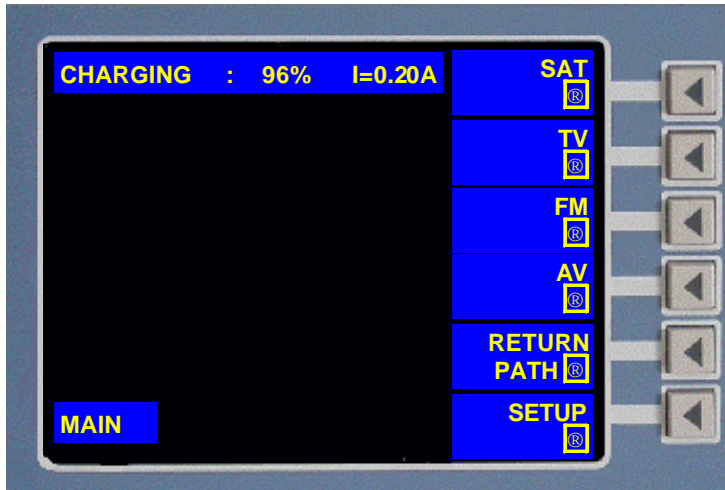 CHARGING : 96% I=0.20A
SAT
®
TV
®
FM
®
AV
®
RETURN
PATH ®
SETUP
®
MAIN